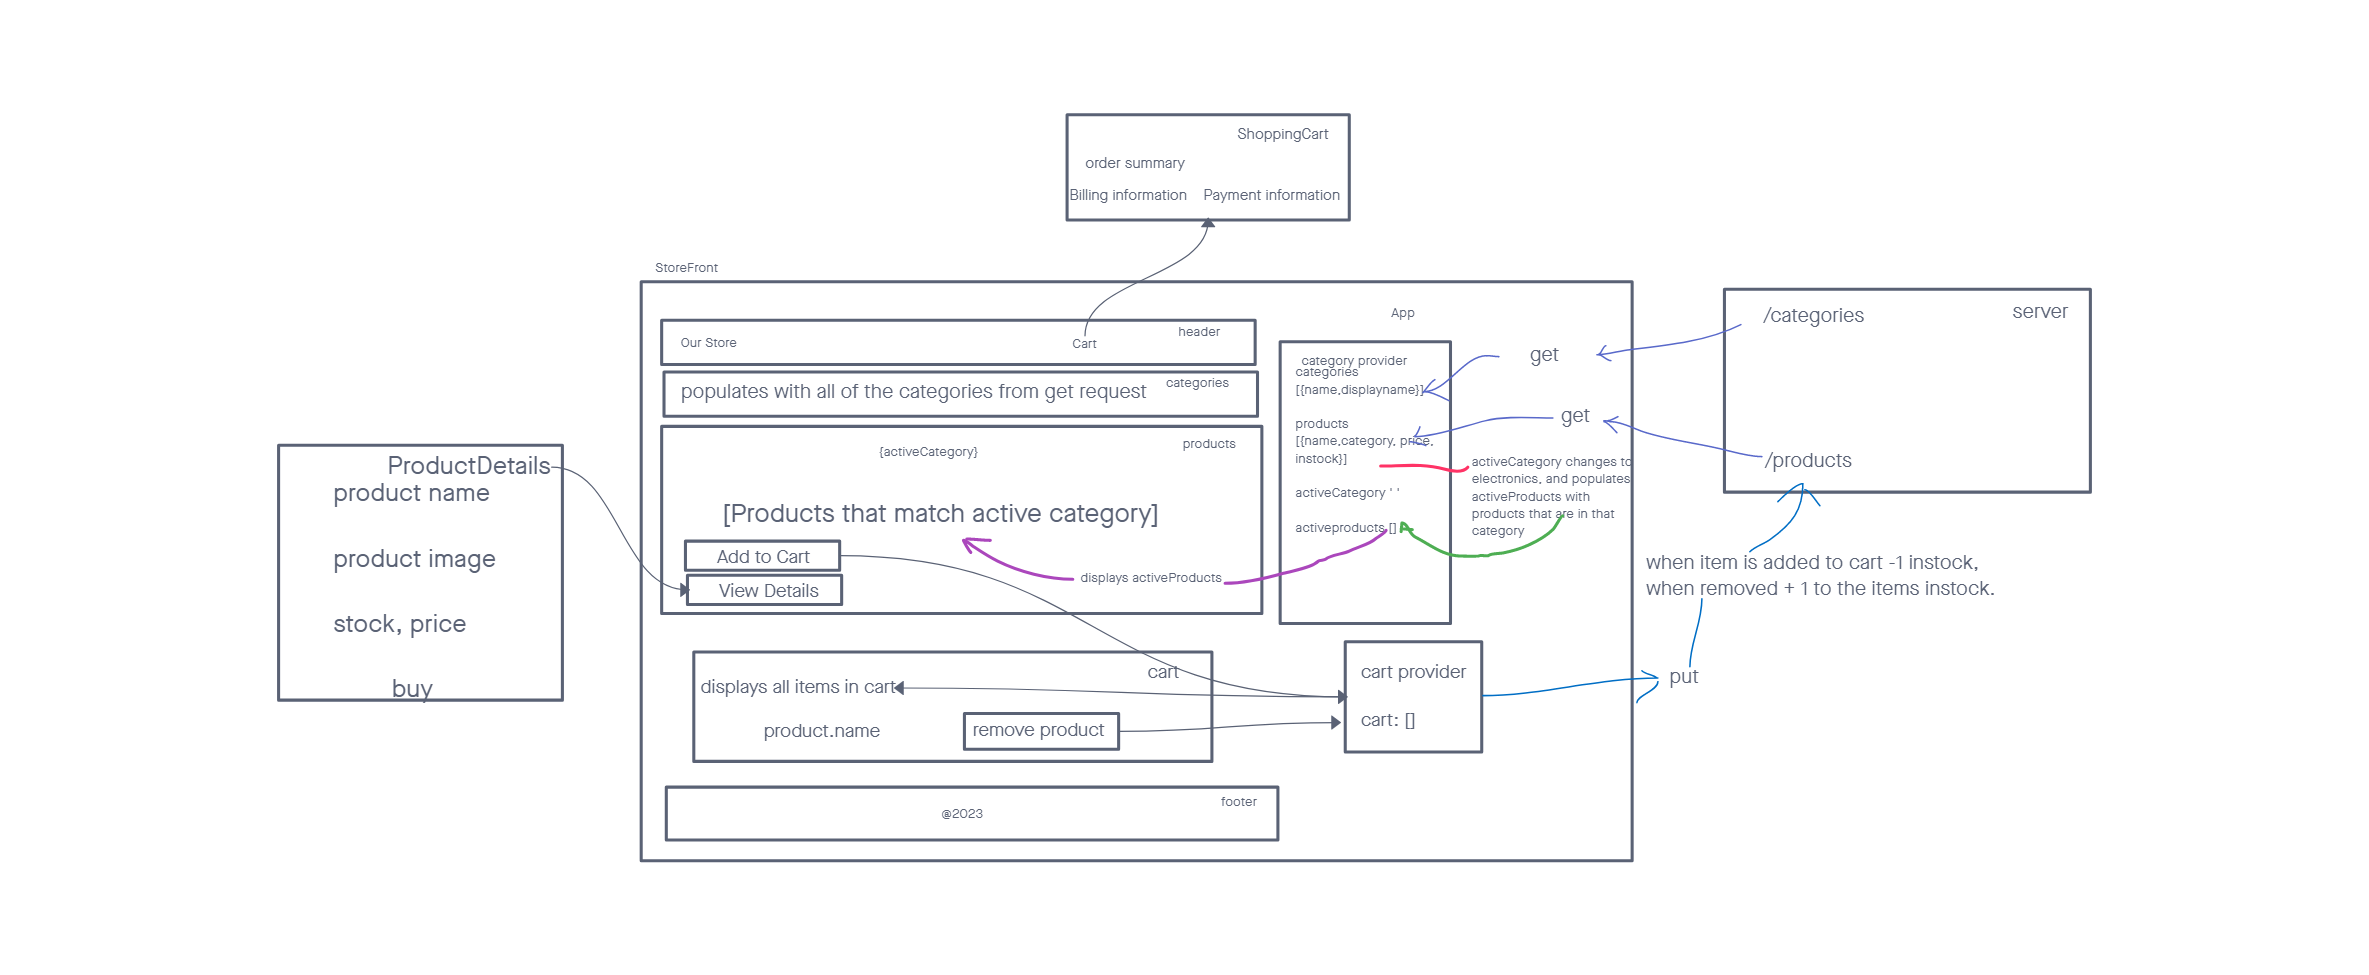 ShoppingCart
order summary
Billing information
Payment information
StoreFront
App
header
Our Store
Cart
populates with all of the categories from get request
categories
{activeCategory}
products
[Products that match active category]
Add to Cart
View Details
displays activeProducts
category provider
categories
[{name,displayname}]
products
[{name,category, price,
instock}]
activeCategory ' '
activeproducts []
get
get
activeCategory changes to
electronics, and populates
activeProducts with
products that are in that
category
/categories
server
/products
when item is added to cart -1 instock,
when removed + 1 to the items instock.
put
ProductDetails
product name
product image
stock, price
buy
cart
displays all items in cart
product.name
remove product
cart provider
cart: []
footer
@2023